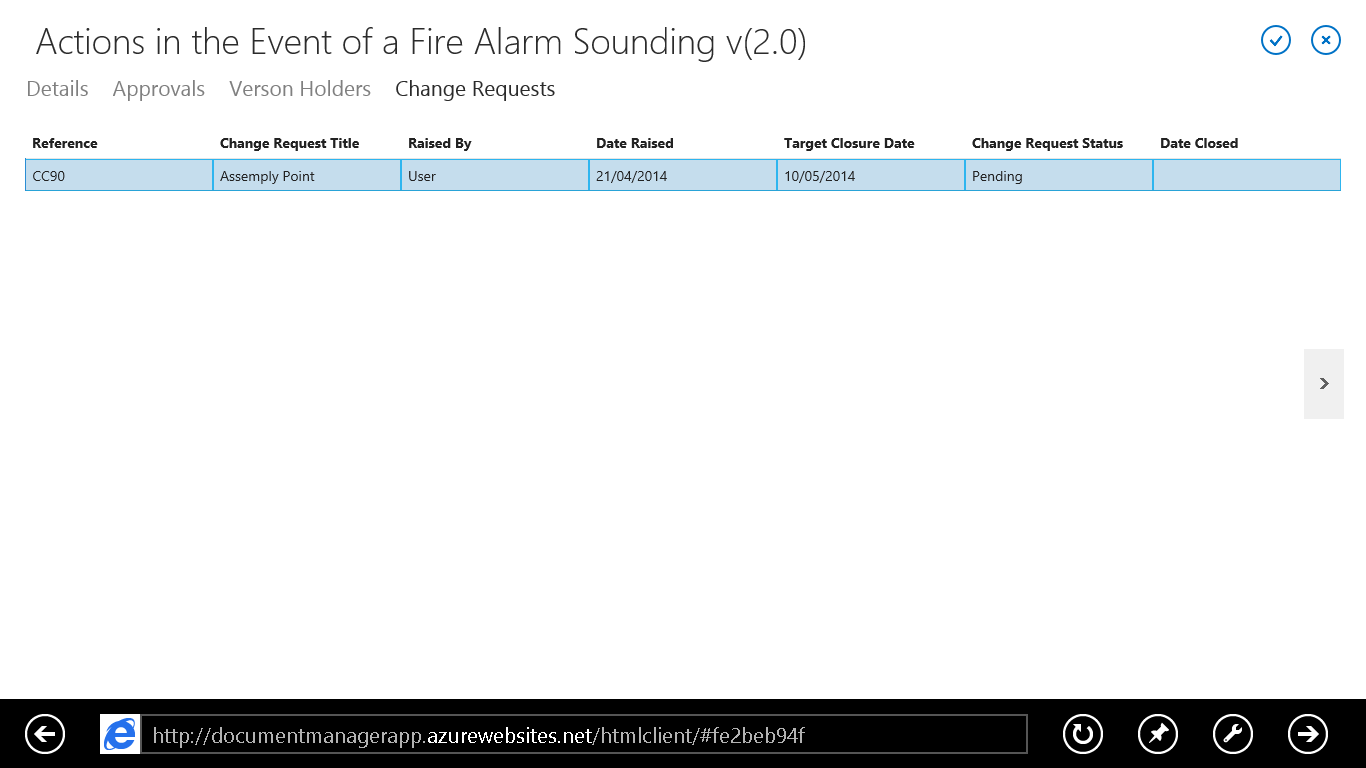 Actions in the Event of a Fire Alarm Sounding v(2.0)
Details Approvals Verson Holders Change Requests
Reference Change Request Title Raised By Date Raised Target Closure Date Change Request Status Date Closed
CC90 Assemply Point User 21/04/2014 10/05/2014 Pending
http://documentmanagerapp.azurewebsites.net/htmlclient/#fe2beb94f